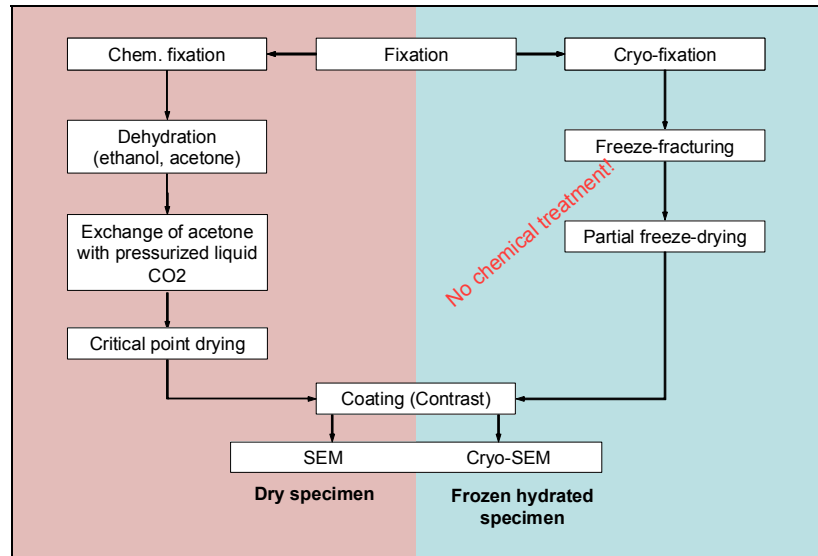 Chem. fixation
Fixation
Cryo-fixation
Dehydration
(ethanol, acetone)
Freeze-fracturing
No chemical treatment!
Exchange of acetone
with pressurized liquid
CO2
Partial freeze-drying
Critical point drying
Coating (Contrast)
SEM
Cryo-SEM
Dry specimen
Frozen hydrated
specimen